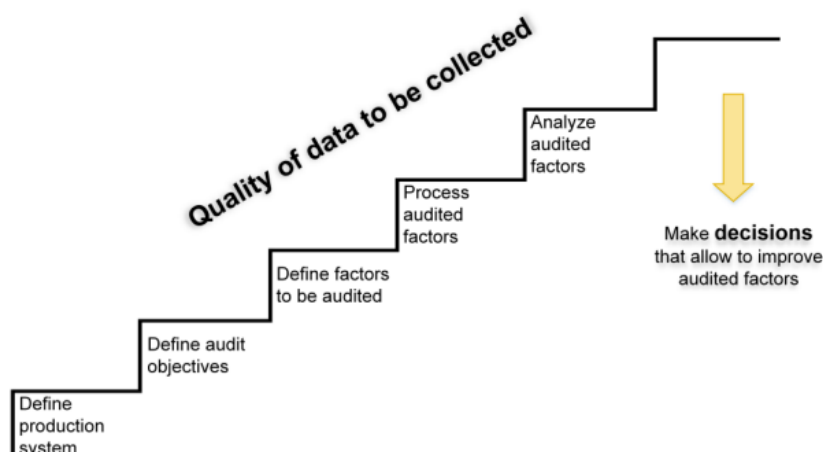 Quality of data to be collected
Define
production
system
Define audit
objectives
Define factors
to be audited
Process
audited
factors
Analyze
audited
factors
Make decisions
that allow to improve
audited factors